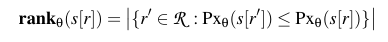 rank_θ(s[r]) = |{r′ ∈ ℛ : Px_θ(s[r′]) ≤ Px_θ(s[r])}|